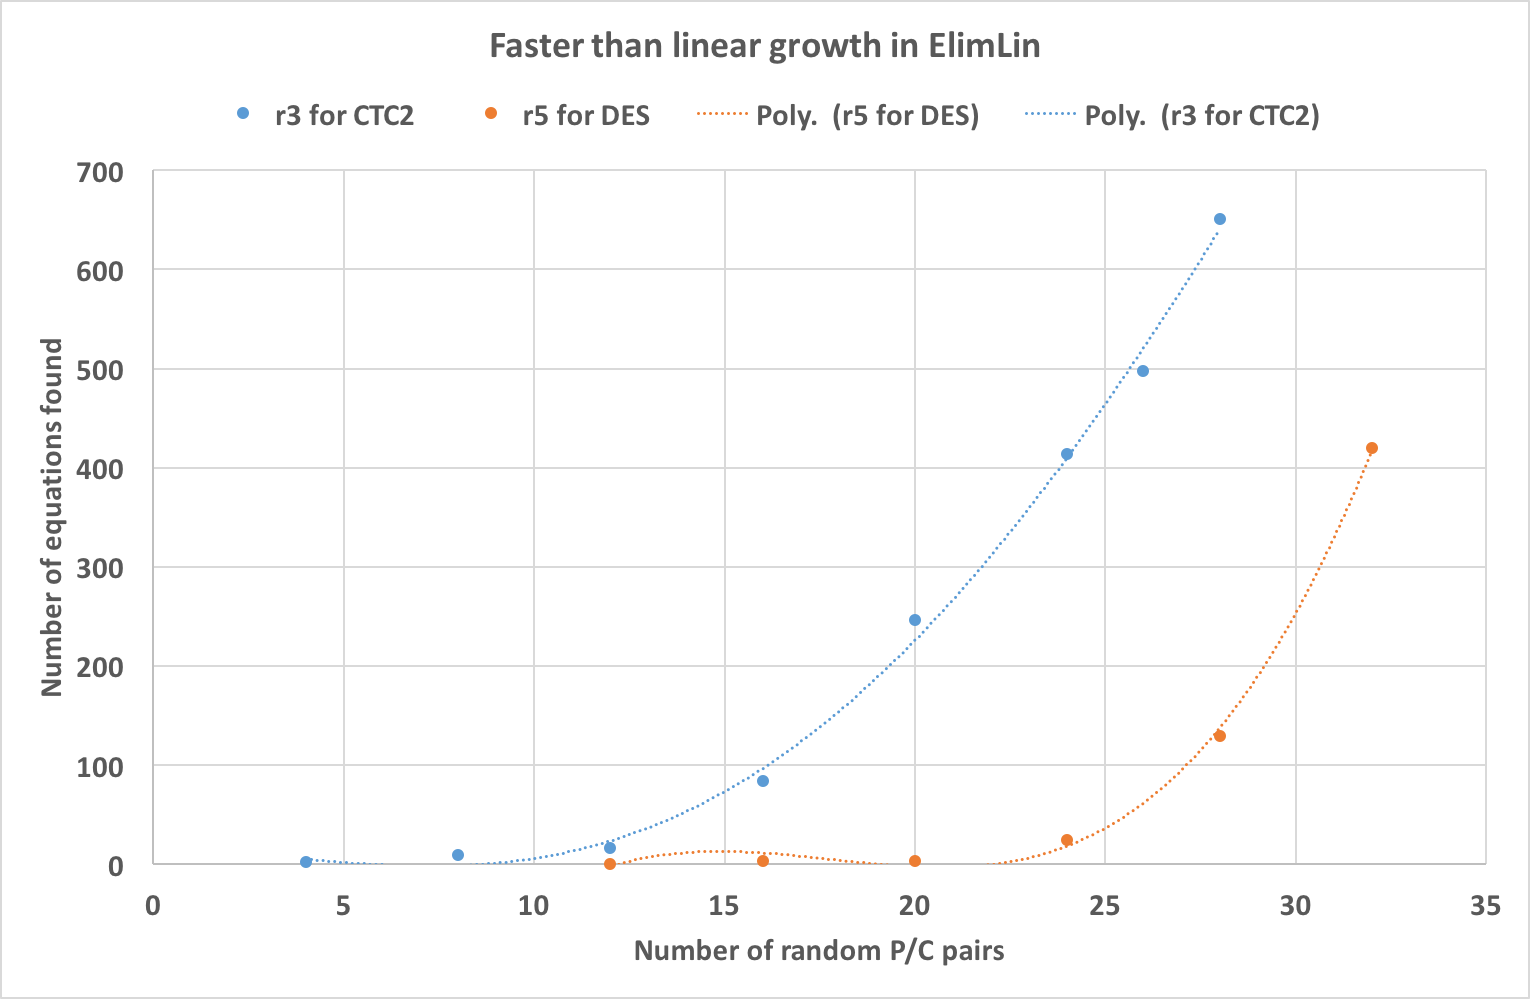 Faster than linear growth in ElimLin
r3 for CTC2 r5 for DES Poly. (r5 for DES) Poly. (r3 for CTC2)
Number of equations found
700
600
500
400
300
200
100
0
0 5 10 15 20 25 30 35
Number of random P/C pairs